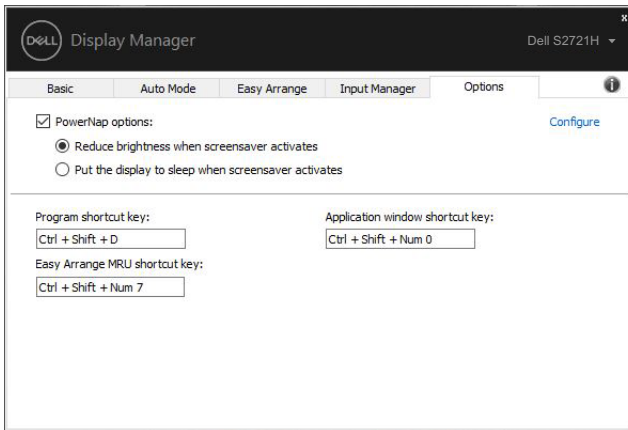 x
DELL Display Manager
Dell S2721H
Basic Auto Mode Easy Arrange Input Manager Options i
PowerNap options: Configure
Reduce brightness when screensaver activates
Put the display to sleep when screensaver activates
Program shortcut key: Application window shortcut key:
Ctrl + Shift + D Ctrl + Shift + Num 0
Easy Arrange MRU shortcut key:
Ctrl + Shift + Num 7